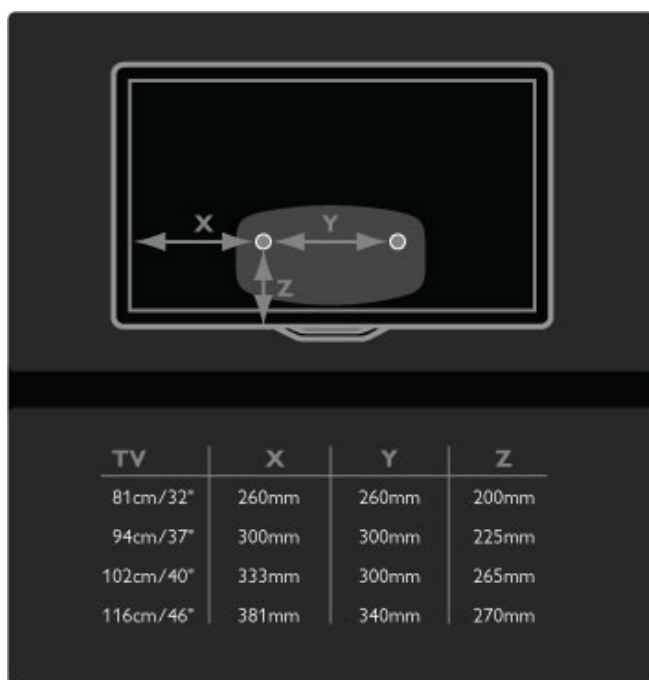 X Y
Z
TV X Y Z
81cm/32" 260mm 260mm 200mm
94cm/37" 300mm 300mm 225mm
102cm/40" 333mm 300mm 265mm
116cm/46" 381mm 340mm 270mm